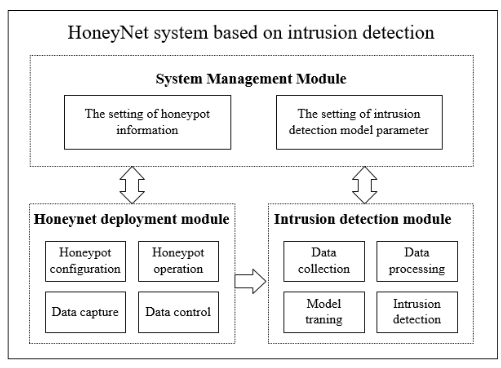 HoneyNet system based on intrusion detection
System Management Module
The setting of honeypot
information
The setting of intrusion
detection model parameter
Honeynet deployment module
Honeypot
configuration
Honeypot
operation
Data capture
Data control
Intrusion detection module
Data
collection
Data
processing
Model
traning
Intrusion
detection